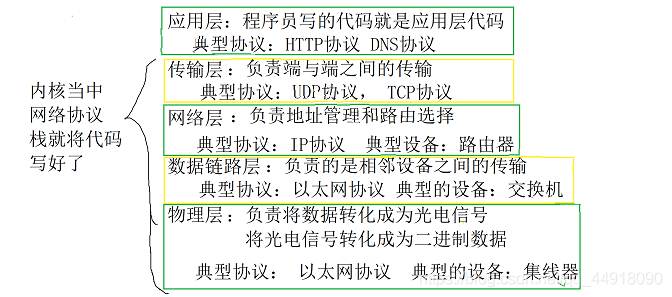 应用层：程序员写的代码就是应用层代码
典型协议：HTTP协议 DNS协议
内核当中
网络协议
栈就将代码
写好了
传输层：负责端与端之间的传输
典型协议：UDP协议， TCP协议
网络层：负责地址管理和路由选择
典型协议：IP协议 典型设备：路由器
数据链路层：负责的是相邻设备之间的传输
典型协议：以太网协议 典型的设备：交换机
物理层：负责将数据转化成为光电信号
将光电信号转化成为二进制数据
典型协议： 以太网协议 典型的设备：集线器